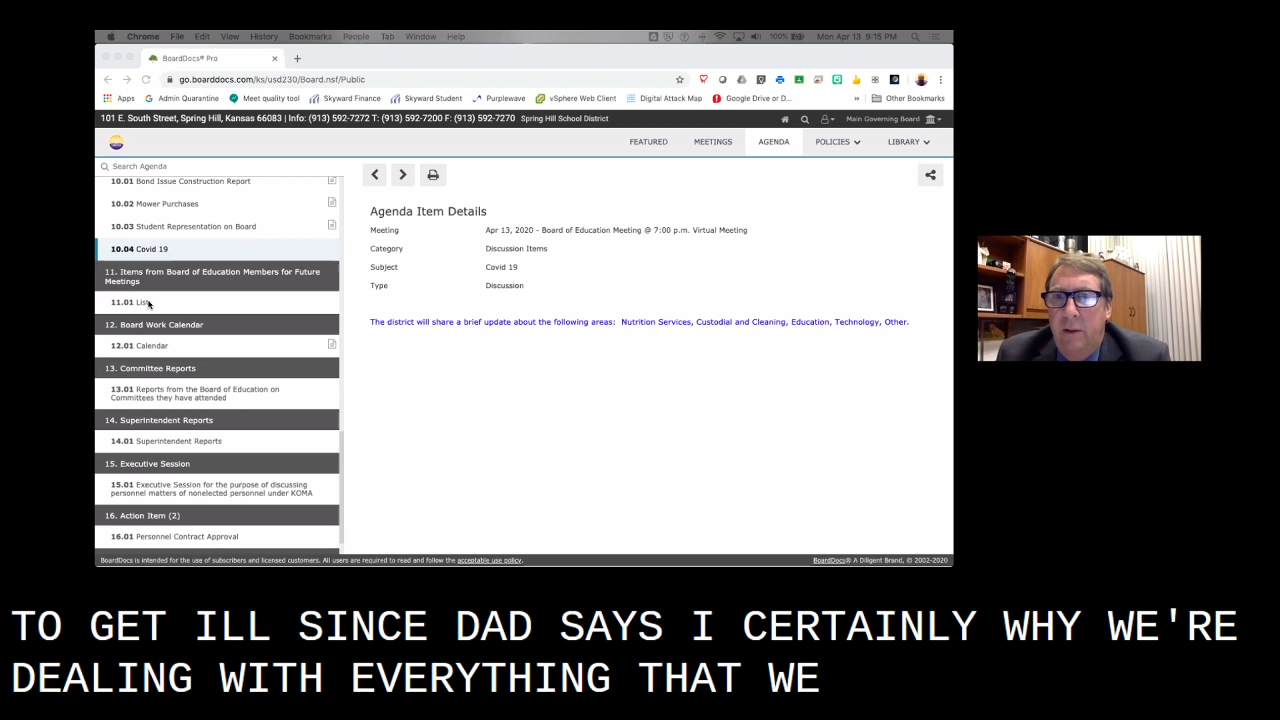 Chrome File Edit View History Bookmarks People Tab Window Help 100% Mon Apr 13 9:15 PM
BoardDocs® Pro
go.boarddocs.com/ks/usd230/Board.nsf/Public
Apps Admin Quarantine Meet quality tool Skyward Finance Skyward Student Purplewave vSphere Web Client Digital Attack Map Google Drive or D... » Other Bookmarks
101 E. South Street, Spring Hill, Kansas 66083 | Info: (913) 592-7272 T: (913) 592-7200 F: (913) 592-7270 Spring Hill School District Main Governing Board
FEATURED MEETINGS AGENDA POLICIES LIBRARY
Search Agenda
10.01 Bond Issue Construction Report
10.02 Mower Purchases
10.03 Student Representation on Board
10.04 Covid 19
11. Items from Board of Education Members for Future
Meetings
11.01 List
12. Board Work Calendar
12.01 Calendar
13. Committee Reports
13.01 Reports from the Board of Education on
Committees they have attended
14. Superintendent Reports
14.01 Superintendent Reports
15. Executive Session
15.01 Executive Session for the purpose of discussing
personnel matters of nonelected personnel under KOMA
16. Action Item (2)
16.01 Personnel Contract Approval
Agenda Item Details
Meeting Apr 13, 2020 - Board of Education Meeting @ 7:00 p.m. Virtual Meeting
Category Discussion Items
Subject Covid 19
Type Discussion
The district will share a brief update about the following areas: Nutrition Services, Custodial and Cleaning, Education, Technology, Other.
BoardDocs is intended for the use of subscribers and licensed customers. All users are required to read and follow the acceptable use policy. BoardDocs® A Diligent Brand, © 2002-2020
TO GET ILL SINCE DAD SAYS I CERTAINLY WHY WE'RE
DEALING WITH EVERYTHING THAT WE